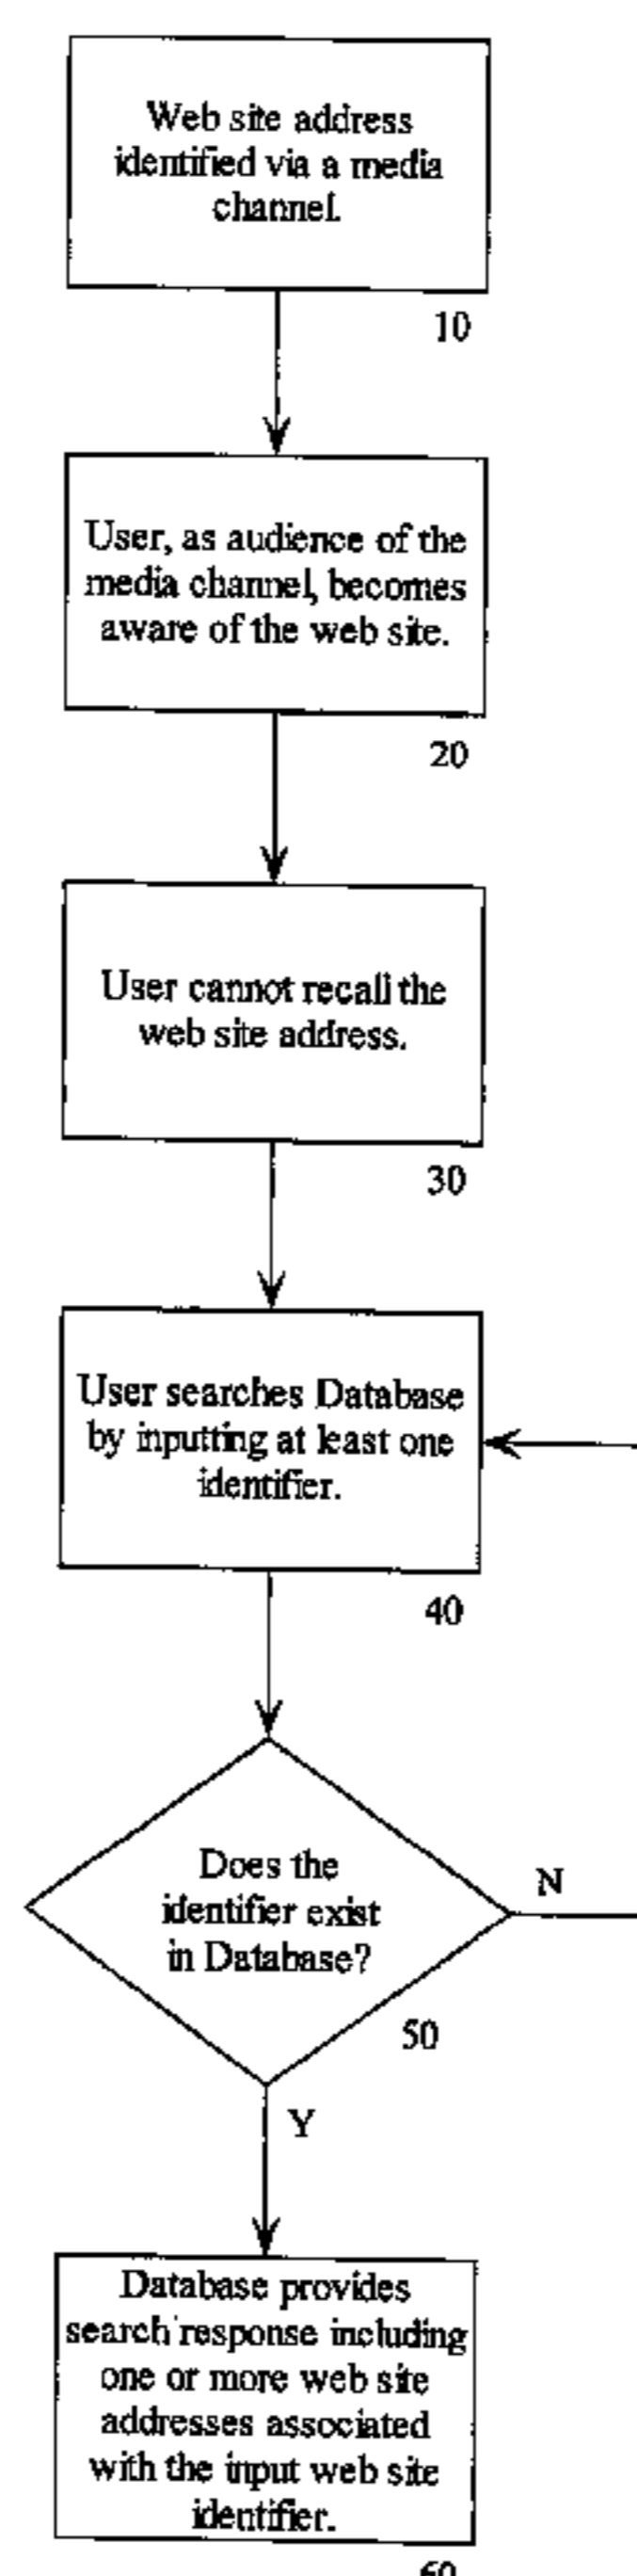 Web site address
identified via a media
channel.
10
User, as audience of the
media channel, becomes
aware of the web site.
20
User cannot recall the
web site address.
30
User searches Database
by inputting at least one
identifier.
40
Does the
identifier exist
in Database?
N
50
Y
Database provides
search response including
one or more web site
addresses associated
with the input web site
identifier.
60